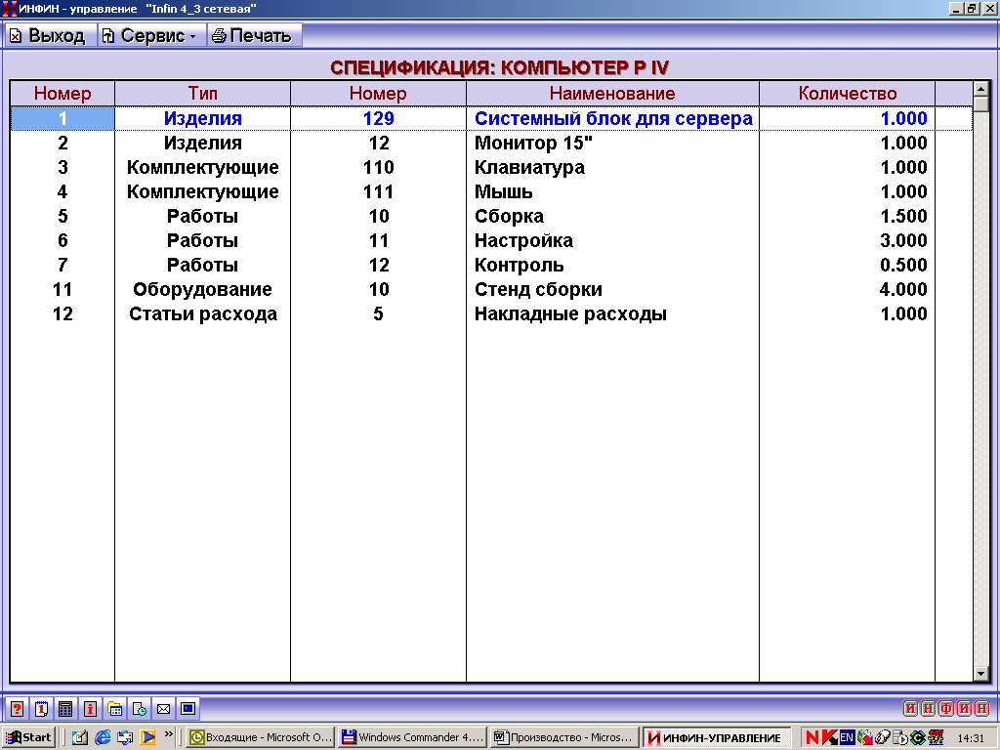 ИНФИН - управление "Infin 4_3 сетевая"
Выход Сервис Печать
СПЕЦИФИКАЦИЯ: КОМПЬЮТЕР P IV
Номер Тип Номер Наименование Количество
1 Изделия 129 Системный блок для сервера 1.000
2 Изделия 12 Монитор 15" 1.000
3 Комплектующие 110 Клавиатура 1.000
4 Комплектующие 111 Мышь 1.000
5 Работы 10 Сборка 1.500
6 Работы 11 Настройка 3.000
7 Работы 12 Контроль 0.500
11 Оборудование 10 Стенд сборки 4.000
12 Статьи расхода 5 Накладные расходы 1.000
ИНФИН
Start » Входящие - Microsoft O... Windows Commander 4.... Производство - Micros... ИНФИН-УПРАВЛЕНИЕ EN 14:31